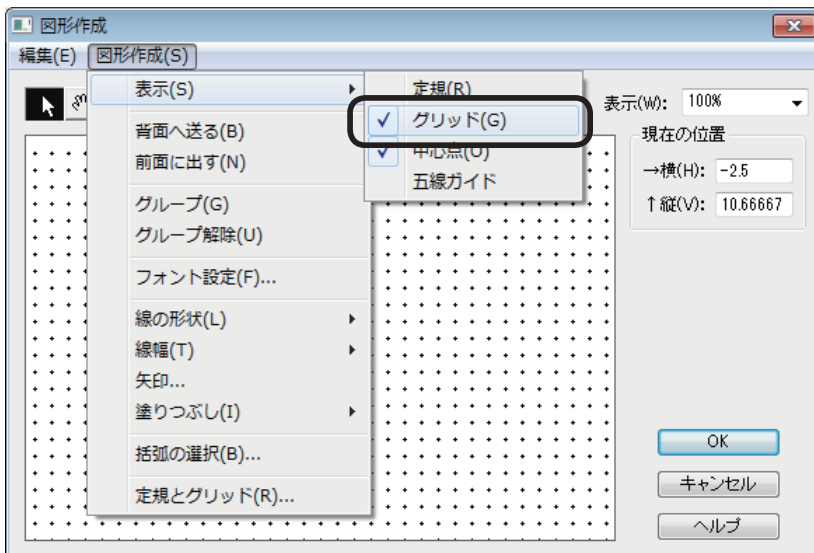 図形作成
編集(E) 図形作成(S)
表示(S)
背面へ送る(B)
前面に出す(N)
グループ(G)
グループ解除(U)
フォント設定(F)...
線の形状(L)
線幅(T)
矢印...
塗りつぶし(I)
括弧の選択(B)...
定規とグリッド(R)...
定規(R)
グリッド(G)
中心点(O)
五線ガイド
表示(W): 100%
現在の位置
→横(H): -2.5
↑縦(V): 10.66667
OK
キャンセル
ヘルプ